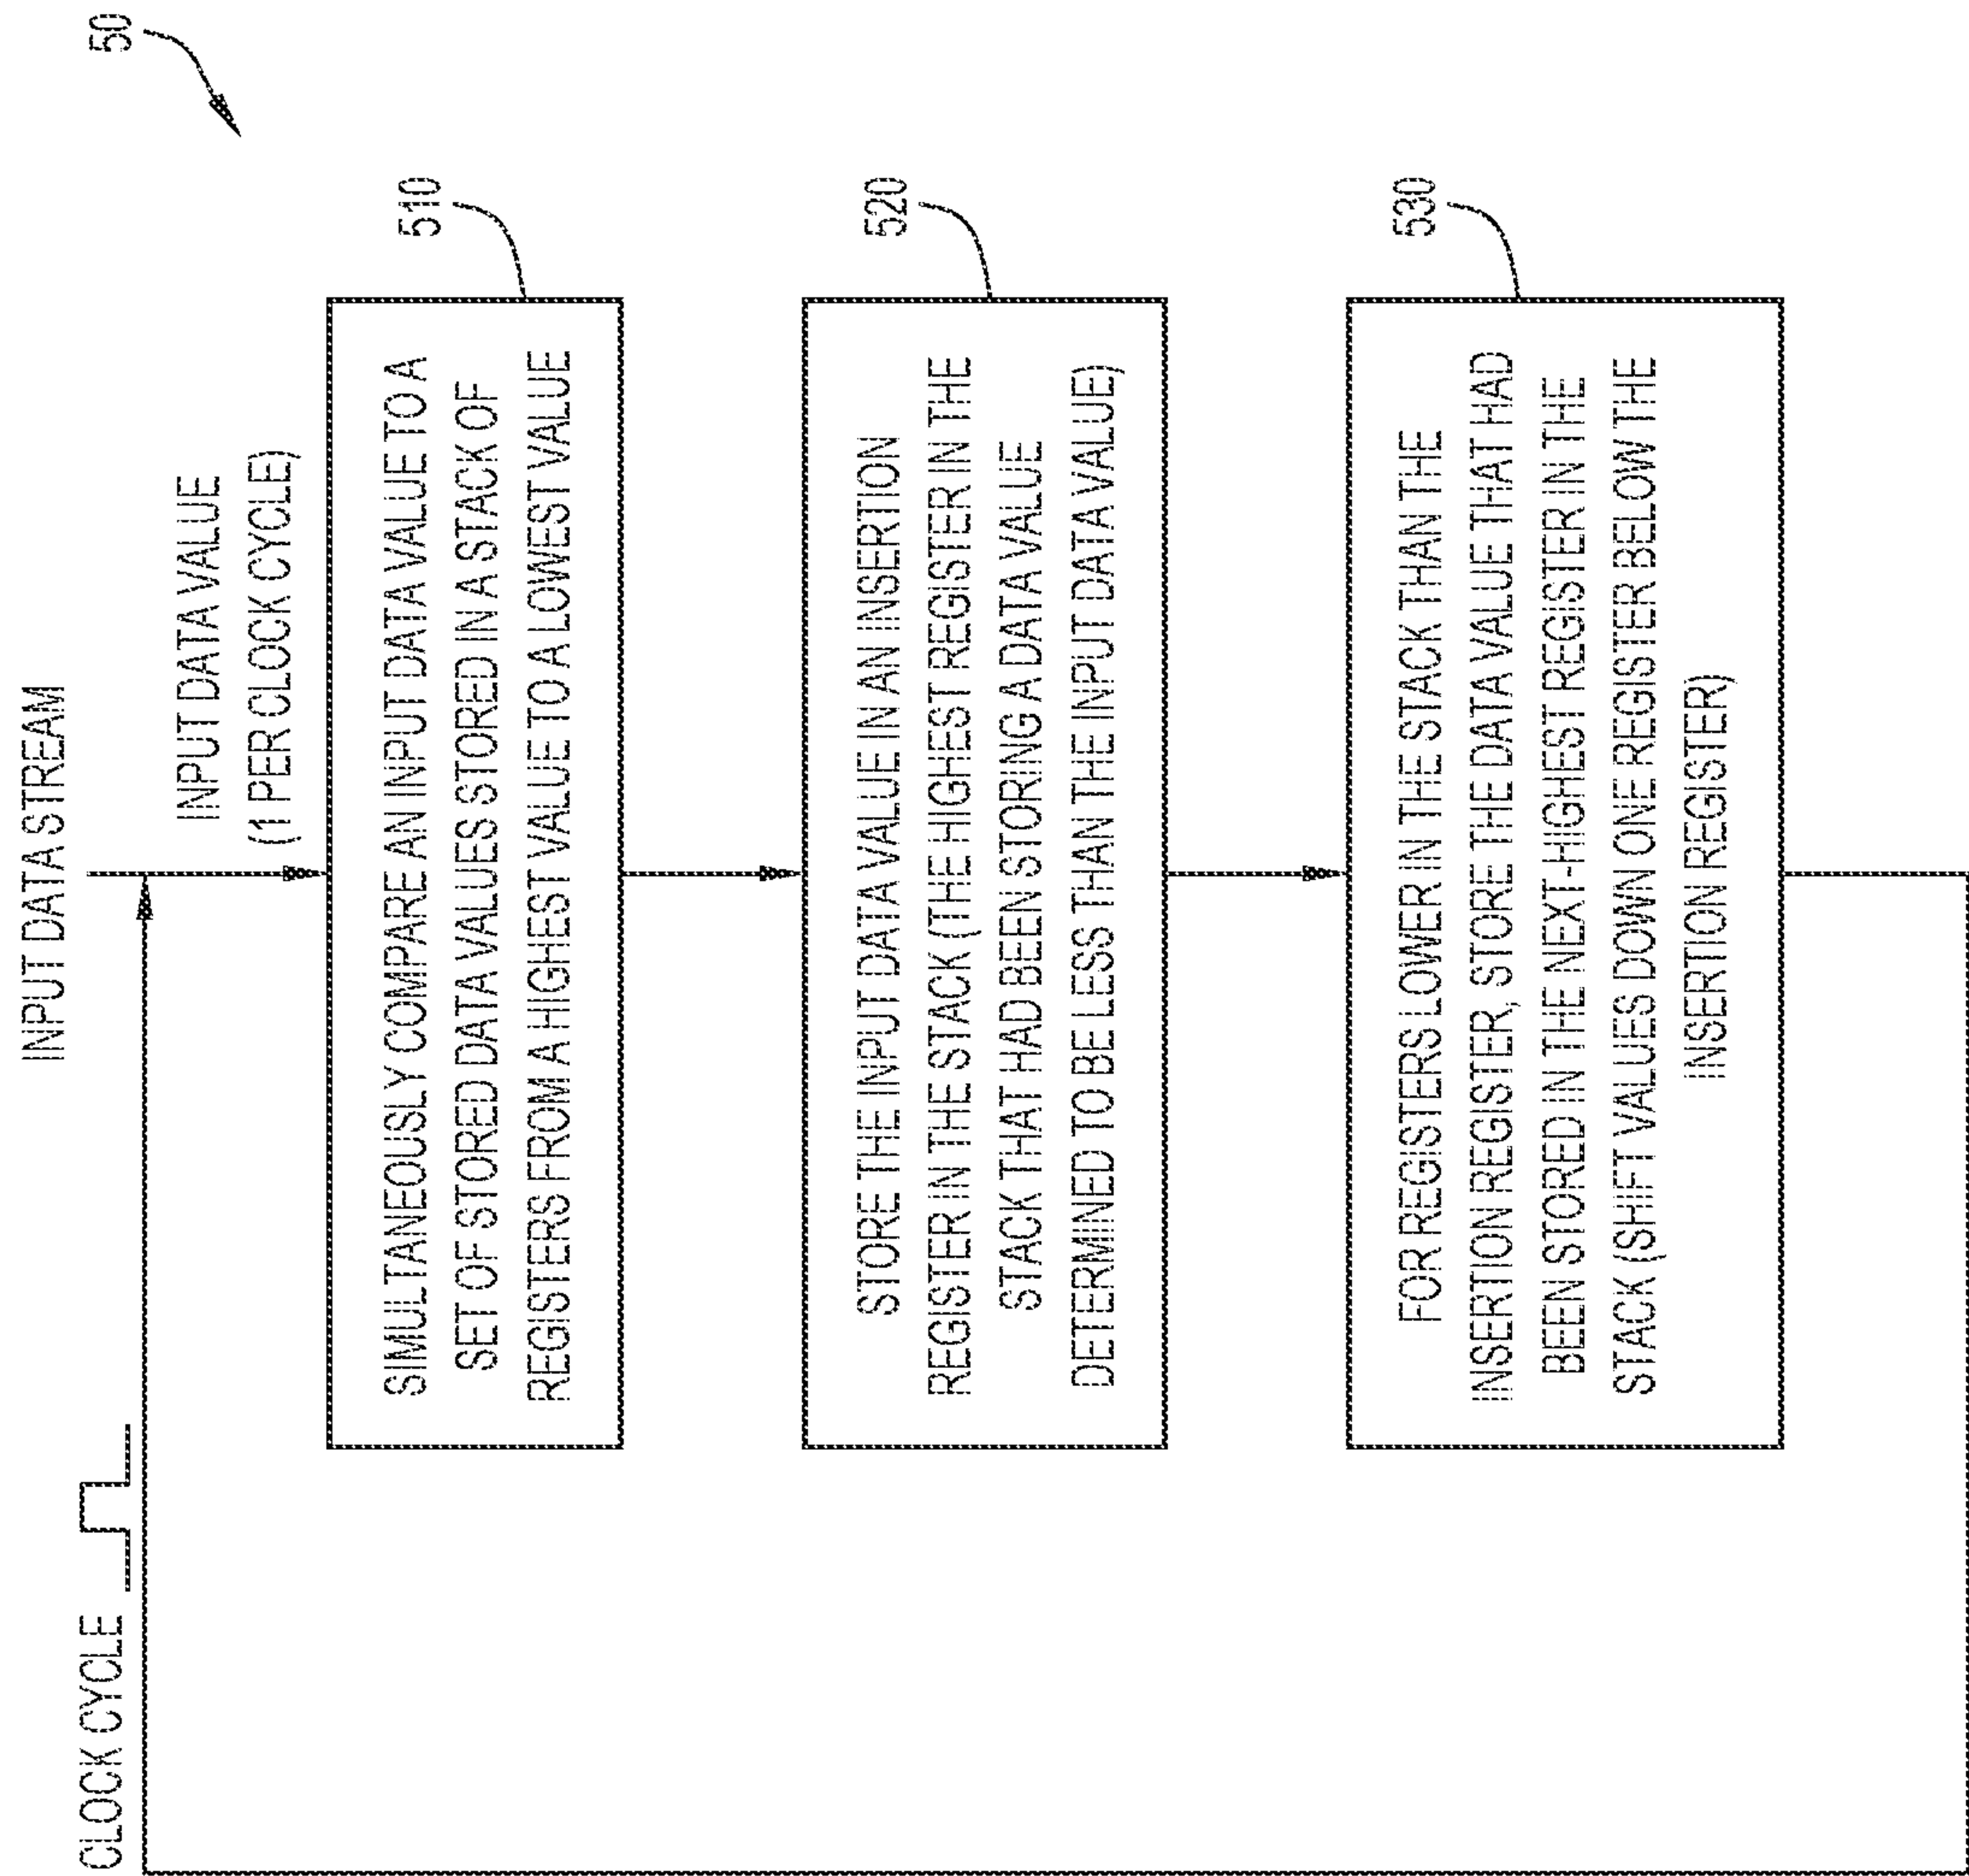 50
INPUT DATA STREAM
CLOCK CYCLE
INPUT DATA VALUE
(1 PER CLOCK CYCLE)
510
SIMULTANEOUSLY COMPARE AN INPUT DATA VALUE TO A
SET OF STORED DATA VALUES STORED IN A STACK OF
REGISTERS FROM A HIGHEST VALUE TO A LOWEST VALUE
520
STORE THE INPUT DATA VALUE IN AN INSERTION
REGISTER IN THE STACK (THE HIGHEST REGISTER IN THE
STACK THAT HAD BEEN STORING A DATA VALUE
DETERMINED TO BE LESS THAN THE INPUT DATA VALUE)
530
FOR REGISTERS LOWER IN THE STACK THAN THE
INSERTION REGISTER, STORE THE DATA VALUE THAT HAD
BEEN STORED IN THE NEXT-HIGHEST REGISTER IN THE
STACK (SHIFT VALUES DOWN ONE REGISTER BELOW THE
INSERTION REGISTER)